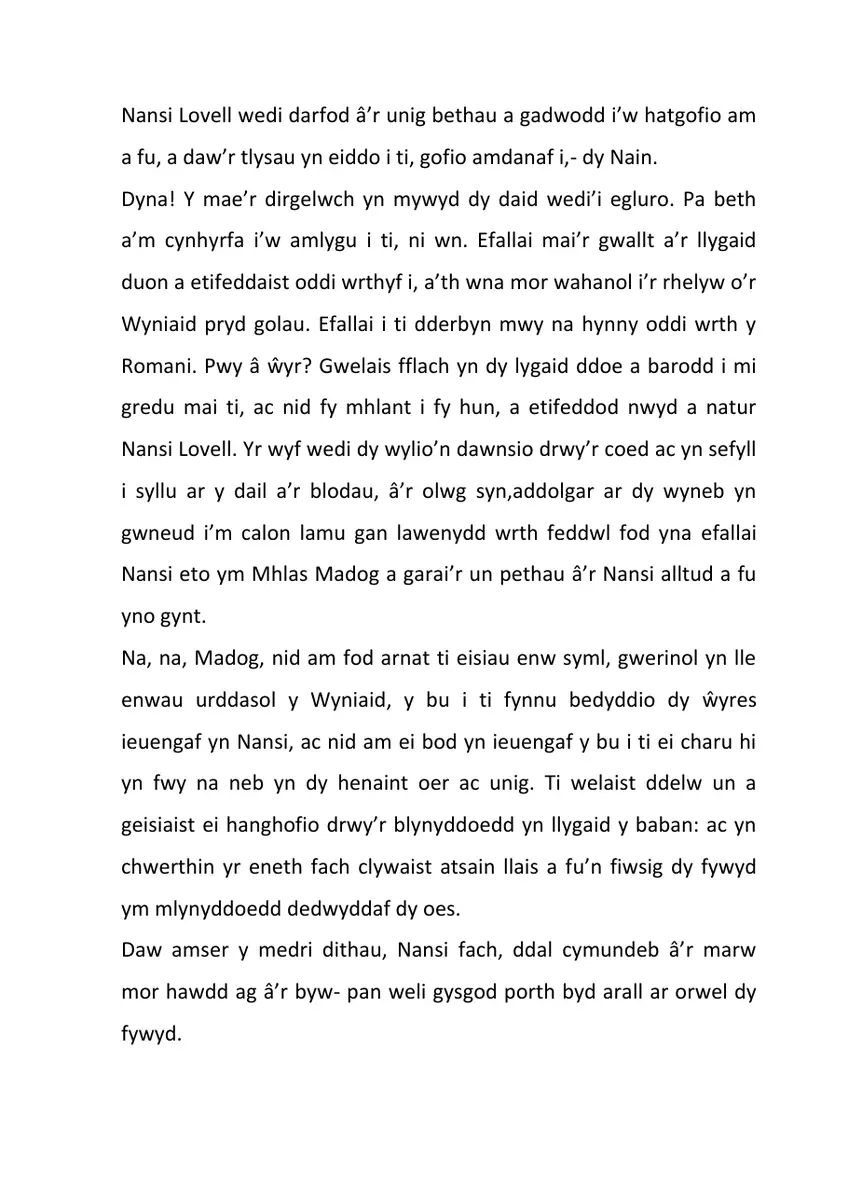 Nansi Lovell wedi darfod â’r unig bethau a gadwodd i’w hatgofio am
a fu, a daw’r tlysau yn eiddo i ti, gofio amdanaf i,- dy Nain.
Dyna! Y mae’r dirgelwch yn mywyd dy daid wedi’i egluro. Pa beth
a’m cynhyrfa i’w amlygu i ti, ni wn. Efallai mai’r gwallt a’r llygaid
duon a etifeddaist oddi wrthyf i, a’th wna mor wahanol i’r rhelyw o’r
Wyniaid pryd golau. Efallai i ti dderbyn mwy na hynny oddi wrth y
Romani. Pwy â ŵyr? Gwelais fflach yn dy lygaid ddoe a barodd i mi
gredu mai ti, ac nid fy mhlant i fy hun, a etifeddod nwyd a natur
Nansi Lovell. Yr wyf wedi dy wylio’n dawnsio drwy’r coed ac yn sefyll
i syllu ar y dail a’r blodau, â’r olwg syn,addolgar ar dy wyneb yn
gwneud i’m calon lamu gan lawenydd wrth feddwl fod yna efallai
Nansi eto ym Mhlas Madog a garai’r un pethau â’r Nansi alltud a fu
yno gynt.
Na, na, Madog, nid am fod arnat ti eisiau enw syml, gwerinol yn lle
enwau urddasol y Wyniaid, y bu i ti fynnu bedyddio dy ŵyres
ieuengaf yn Nansi, ac nid am ei bod yn ieuengaf y bu i ti ei charu hi
yn fwy na neb yn dy henaint oer ac unig. Ti welaist ddelw un a
geisiaist ei hanghofio drwy’r blynyddoedd yn llygaid y baban: ac yn
chwerthin yr eneth fach clywaist atsain llais a fu’n fiwsig dy fywyd
ym mlynyddoedd dedwyddaf dy oes.
Daw amser y medri dithau, Nansi fach, ddal cymundeb â’r marw
mor hawdd ag â’r byw- pan weli gysgod porth byd arall ar orwel dy
fywyd.